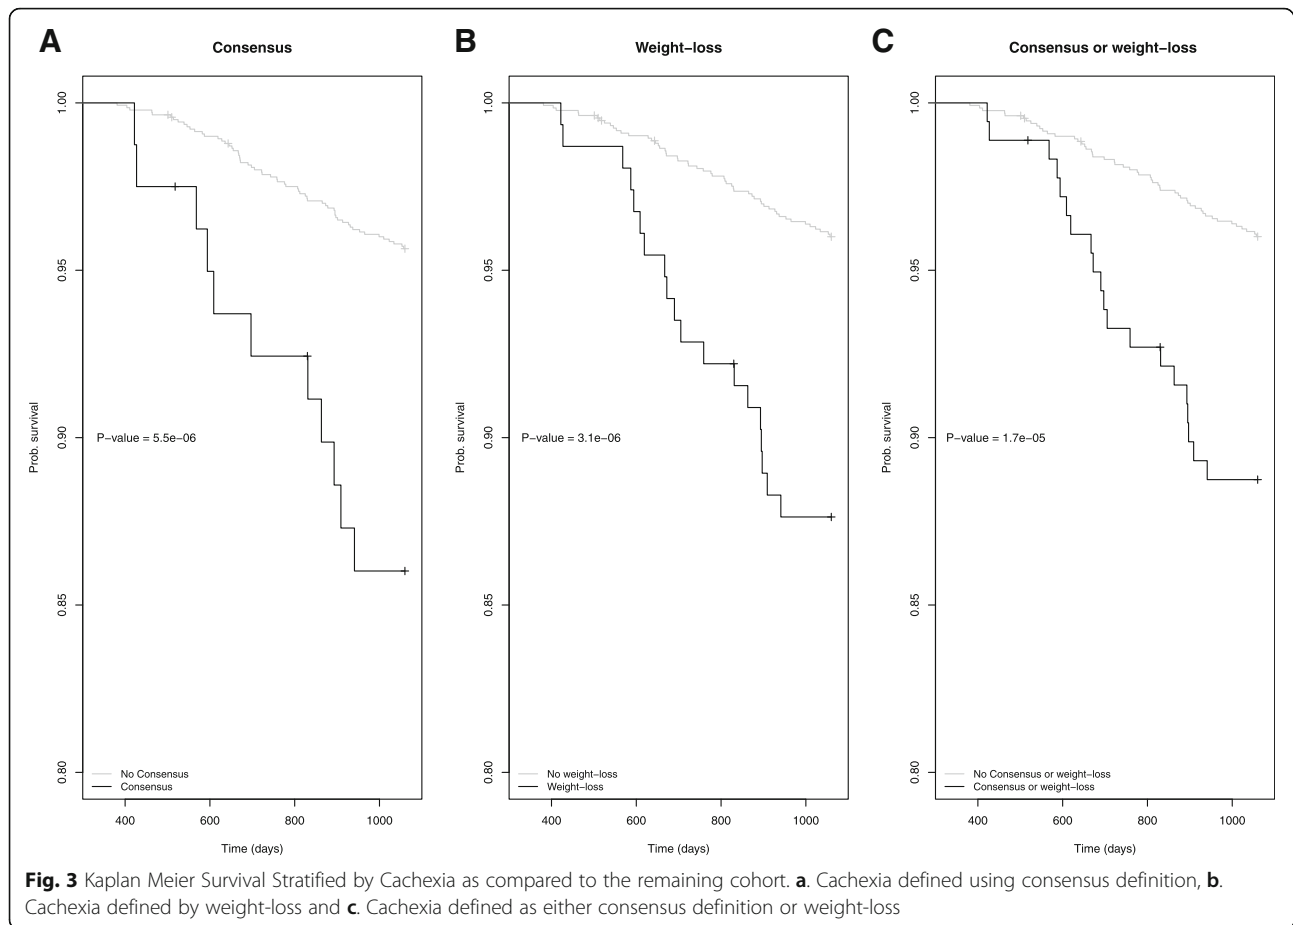 A
Consensus
1.00
0.95
0.90
0.85
0.80
Prob. survival
P-value = 5.5e-06
No Consensus
Consensus
400 600 800 1000
Time (days)
B
Weight-loss
1.00
0.95
0.90
0.85
0.80
Prob. survival
P-value = 3.1e-06
No weight-loss
Weight-loss
400 600 800 1000
Time (days)
C
Consensus or weight-loss
1.00
0.95
0.90
0.85
0.80
Prob. survival
P-value = 1.7e-05
No Consensus or weight-loss
Consensus or weight-loss
400 600 800 1000
Time (days)
Fig. 3 Kaplan Meier Survival Stratified by Cachexia as compared to the remaining cohort. a. Cachexia defined using consensus definition, b.
Cachexia defined by weight-loss and c. Cachexia defined as either consensus definition or weight-loss